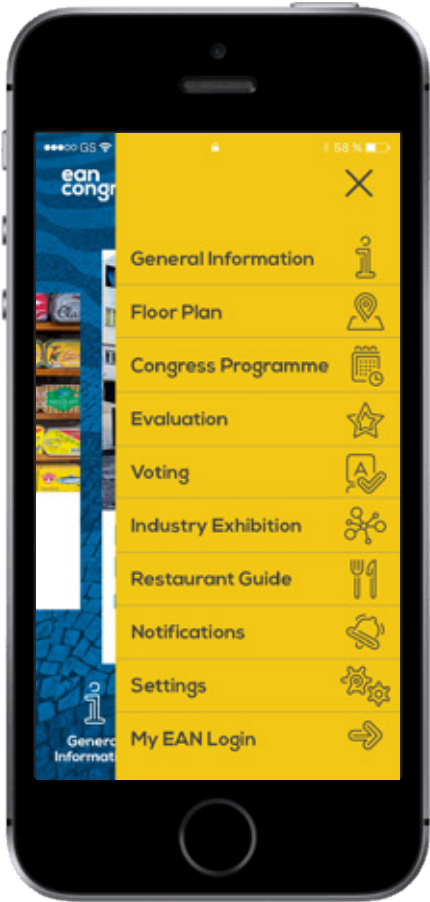 GS 58 %
ean
congr
General Information
Floor Plan
Congress Programme
Evaluation
Voting
A
Industry Exhibition
Restaurant Guide
Notifications
Settings
My EAN Login
Genera
Informat